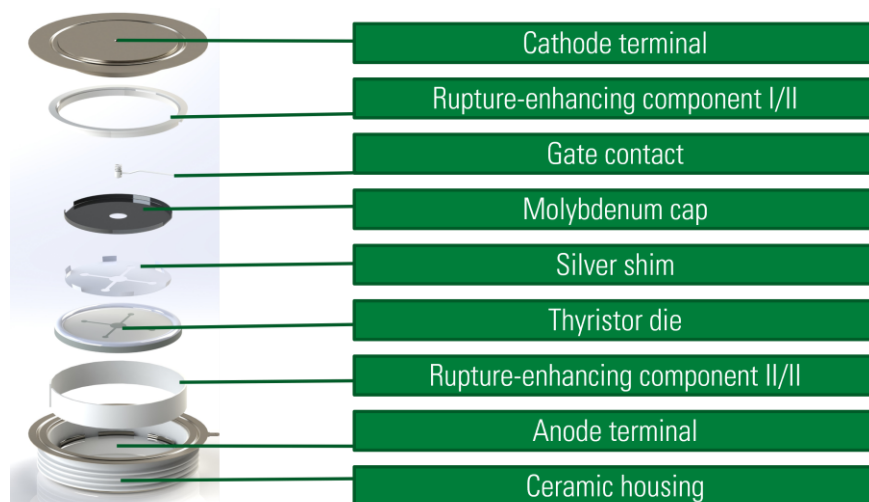 Cathode terminal
Rupture-enhancing component I/II
Gate contact
Molybdenum cap
Silver shim
Thyristor die
Rupture-enhancing component II/II
Anode terminal
Ceramic housing